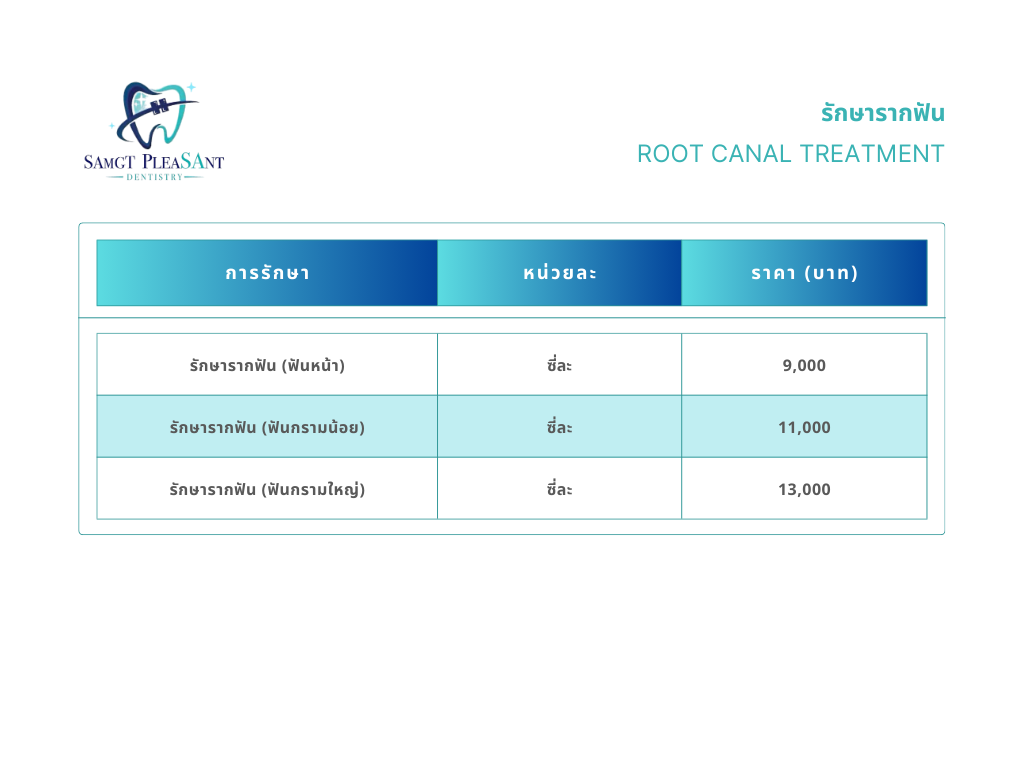 SAMGT PLEASANT
DENTISTRY
รักษารากฟัน
ROOT CANAL TREATMENT
การรักษา หน่วยละ ราคา (บาท)
รักษารากฟัน (ฟันหน้า) ซี่ละ 9,000
รักษารากฟัน (ฟันกรามน้อย) ซี่ละ 11,000
รักษารากฟัน (ฟันกรามใหญ่) ซี่ละ 13,000